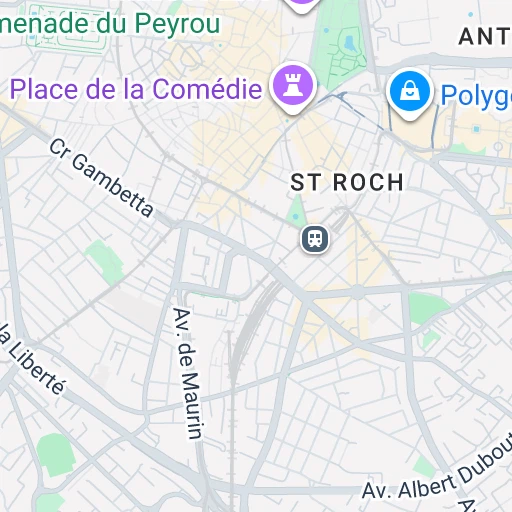 menade du Peyrou
ANT
Place de la Comédie
Polyg
Cr Gambetta
ST ROCH
Av. de Maurin
la Liberté
Av. Albert Dubout
Av